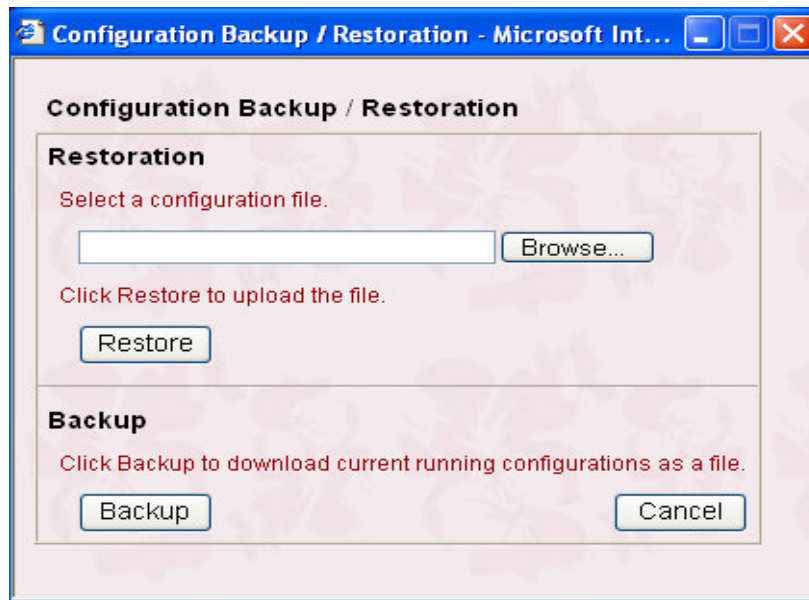 Configuration Backup / Restoration - Microsoft Int...
Configuration Backup / Restoration
Restoration
Select a configuration file.
Browse...
Click Restore to upload the file.
Restore
Backup
Click Backup to download current running configurations as a file.
Backup Cancel